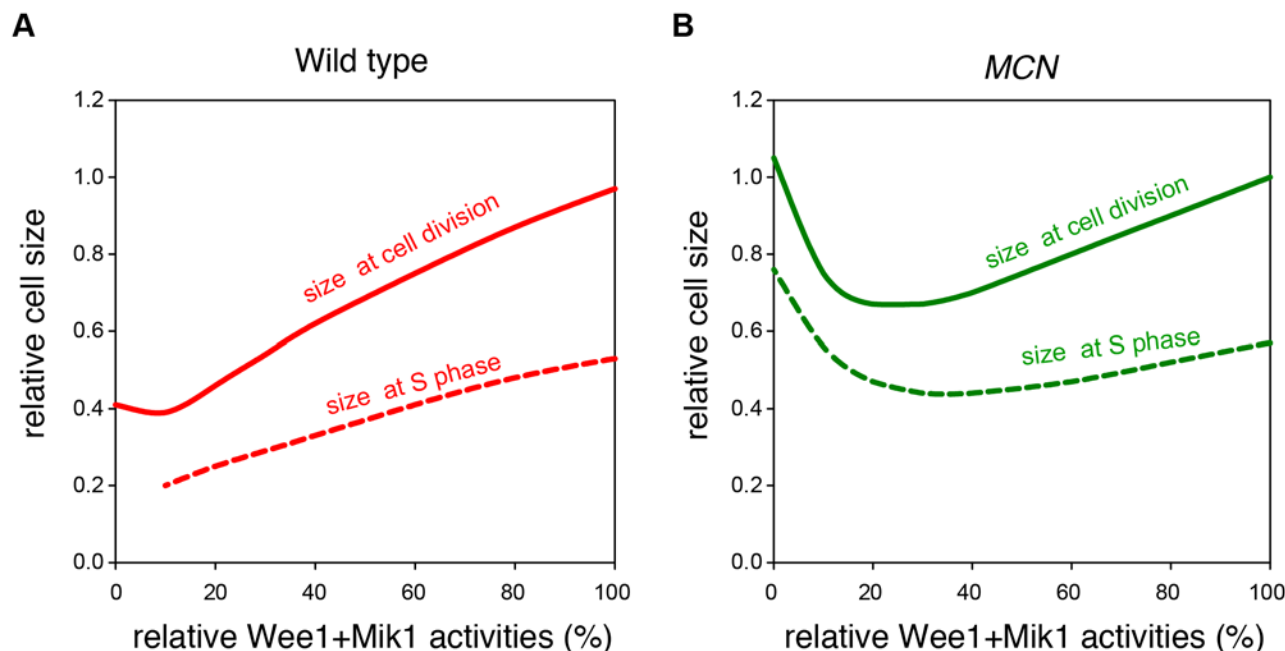 A
Wild type
1.2
1.0
0.8
0.6
0.4
0.2
0.0
relative cell size
size at cell division
size at S phase
0 20 40 60 80 100
relative Wee1+Mik1 activities (%)
B
MCN
1.2
1.0
0.8
0.6
0.4
0.2
0.0
relative cell size
size at cell division
size at S phase
0 20 40 60 80 100
relative Wee1+Mik1 activities (%)